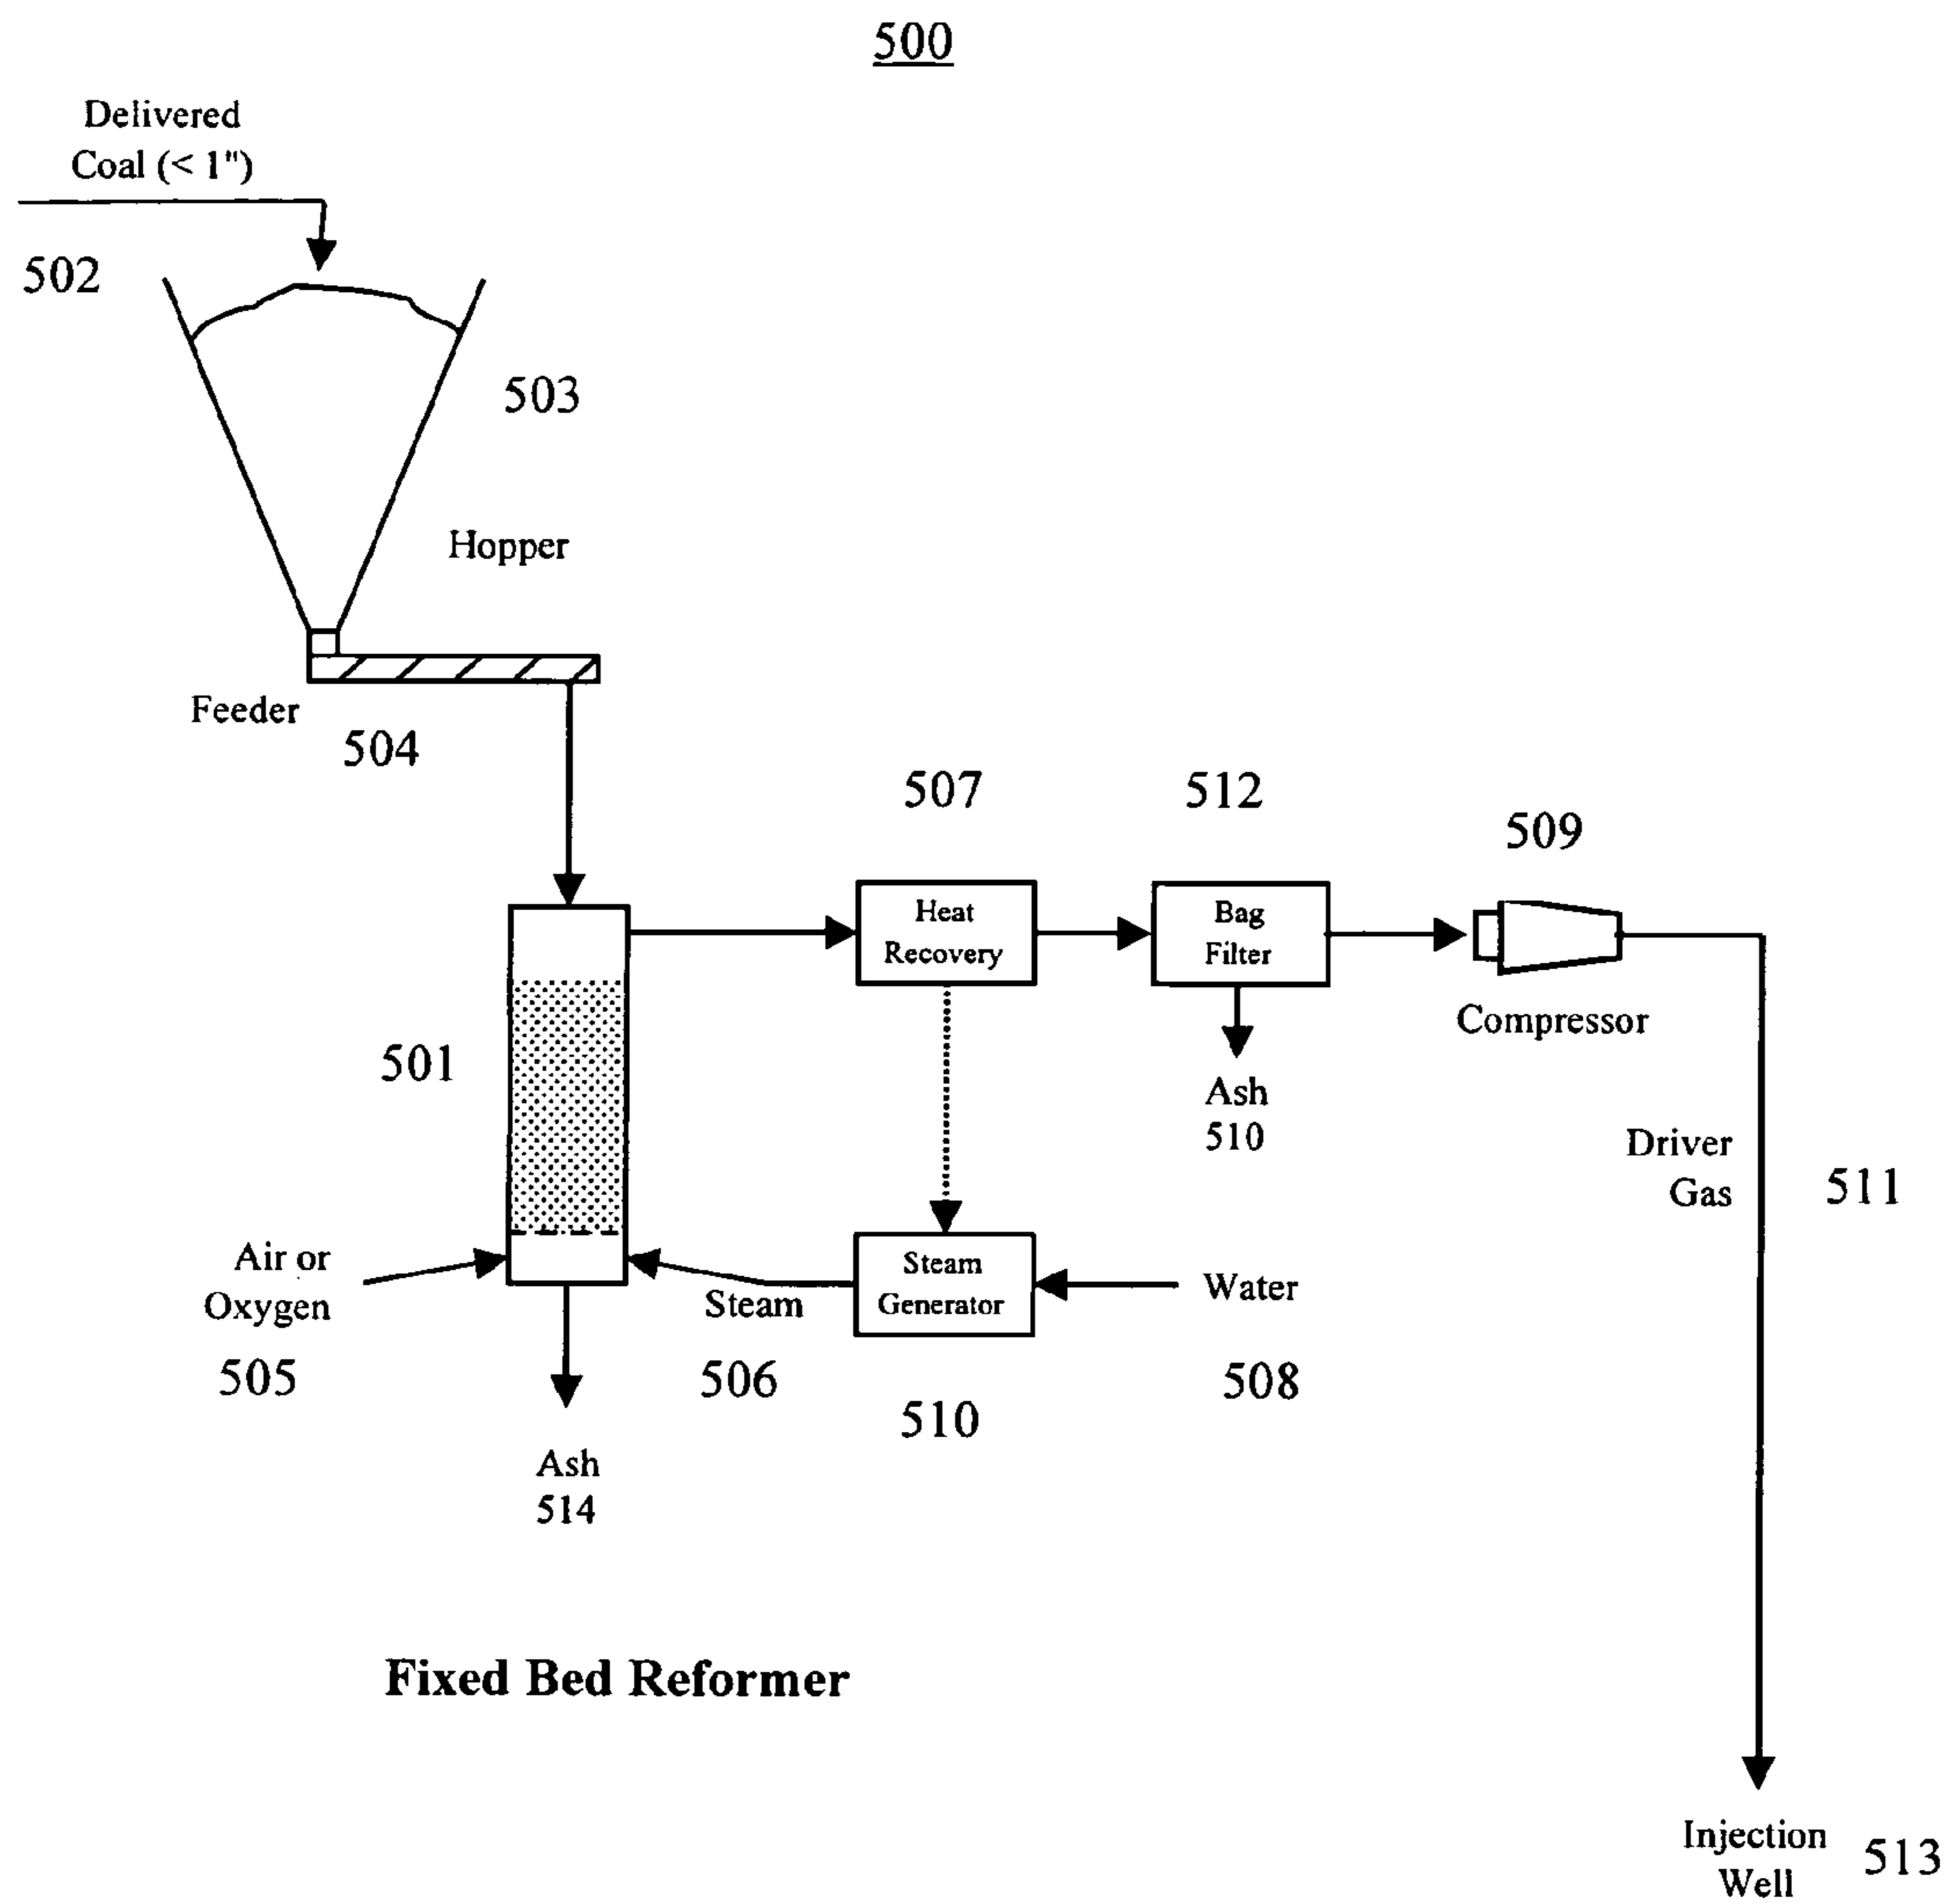 500
Delivered
Coal (< 1")
502
503
Hopper
Feeder
504
507
512
509
Heat
Recovery
Bag
Filter
Compressor
501
Ash
510
Driver
Gas
511
Air or
Oxygen
505
Steam
506
Steam
Generator
510
Water
508
Ash
514
Fixed Bed Reformer
Injection
Well
513